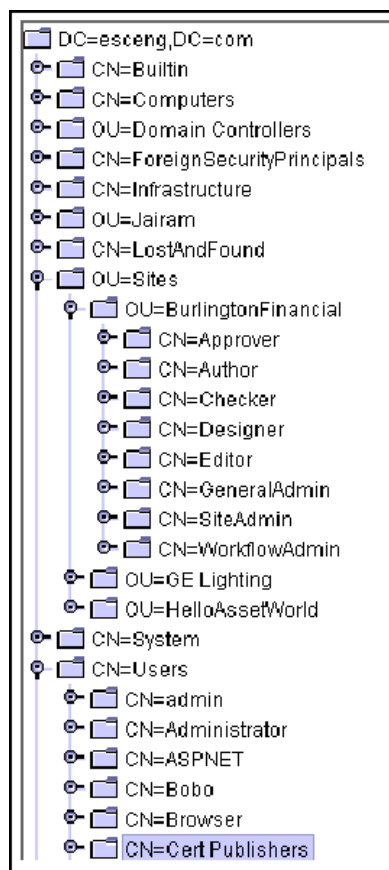 DC=esceng,DC=com
CN=Builtin
CN=Computers
OU=Domain Controllers
CN=ForeignSecurityPrincipals
CN=Infrastructure
OU=Jairam
CN=LostAndFound
OU=Sites
OU=BurlingtonFinancial
CN=Approver
CN=Author
CN=Checker
CN=Designer
CN=Editor
CN=GeneralAdmin
CN=SiteAdmin
CN=WorkflowAdmin
OU=GE Lighting
OU=HelloAssetWorld
CN=System
CN=Users
CN=admin
CN=Administrator
CN=ASPNET
CN=Bobo
CN=Browser
CN=Cert Publishers